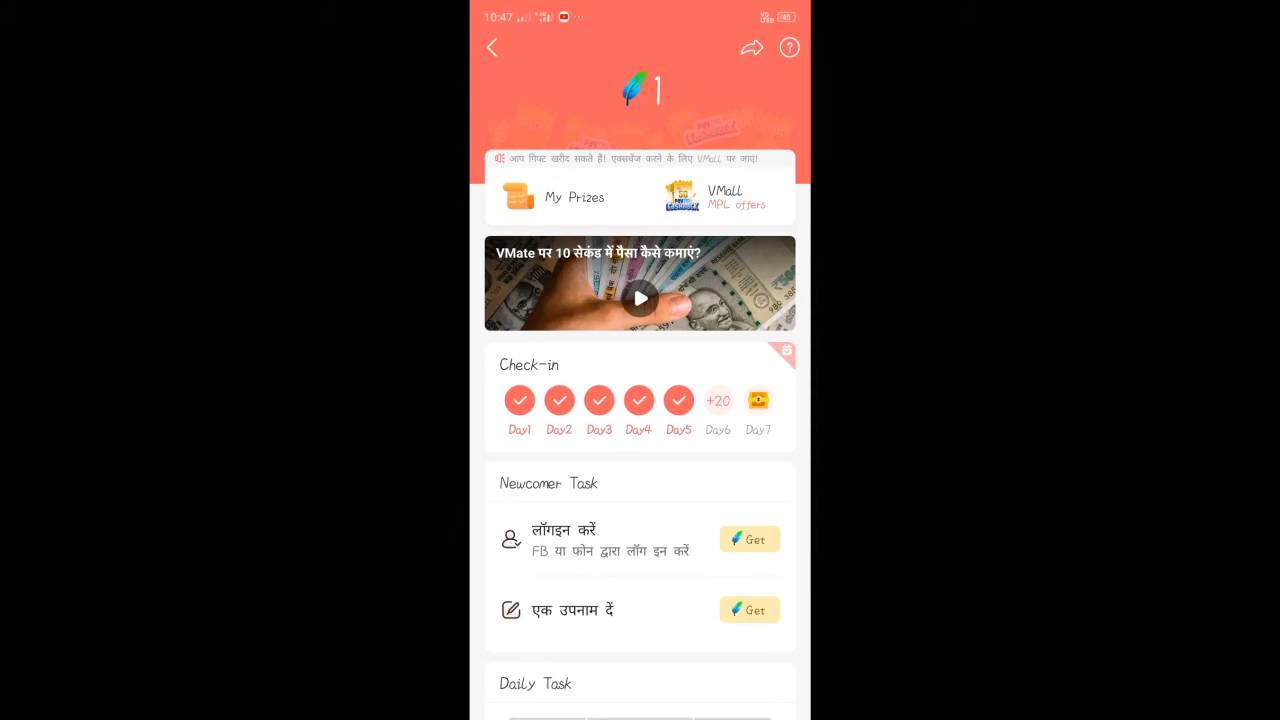 10:47
45
1
आप गिफ्ट खरीद सकते हैं! एक्सचेंज करने के लिए VMall पर जाएं!
My Prizes
VMall
MPL offers
VMate पर 10 सेकंड में पैसा कैसे कमाएं?
Check-in
+20
Day1 Day2 Day3 Day4 Day5 Day6 Day7
Newcomer Task
लॉगइन करें
FB या फोन द्वारा लॉग इन करें
Get
एक उपनाम दें
Get
Daily Task